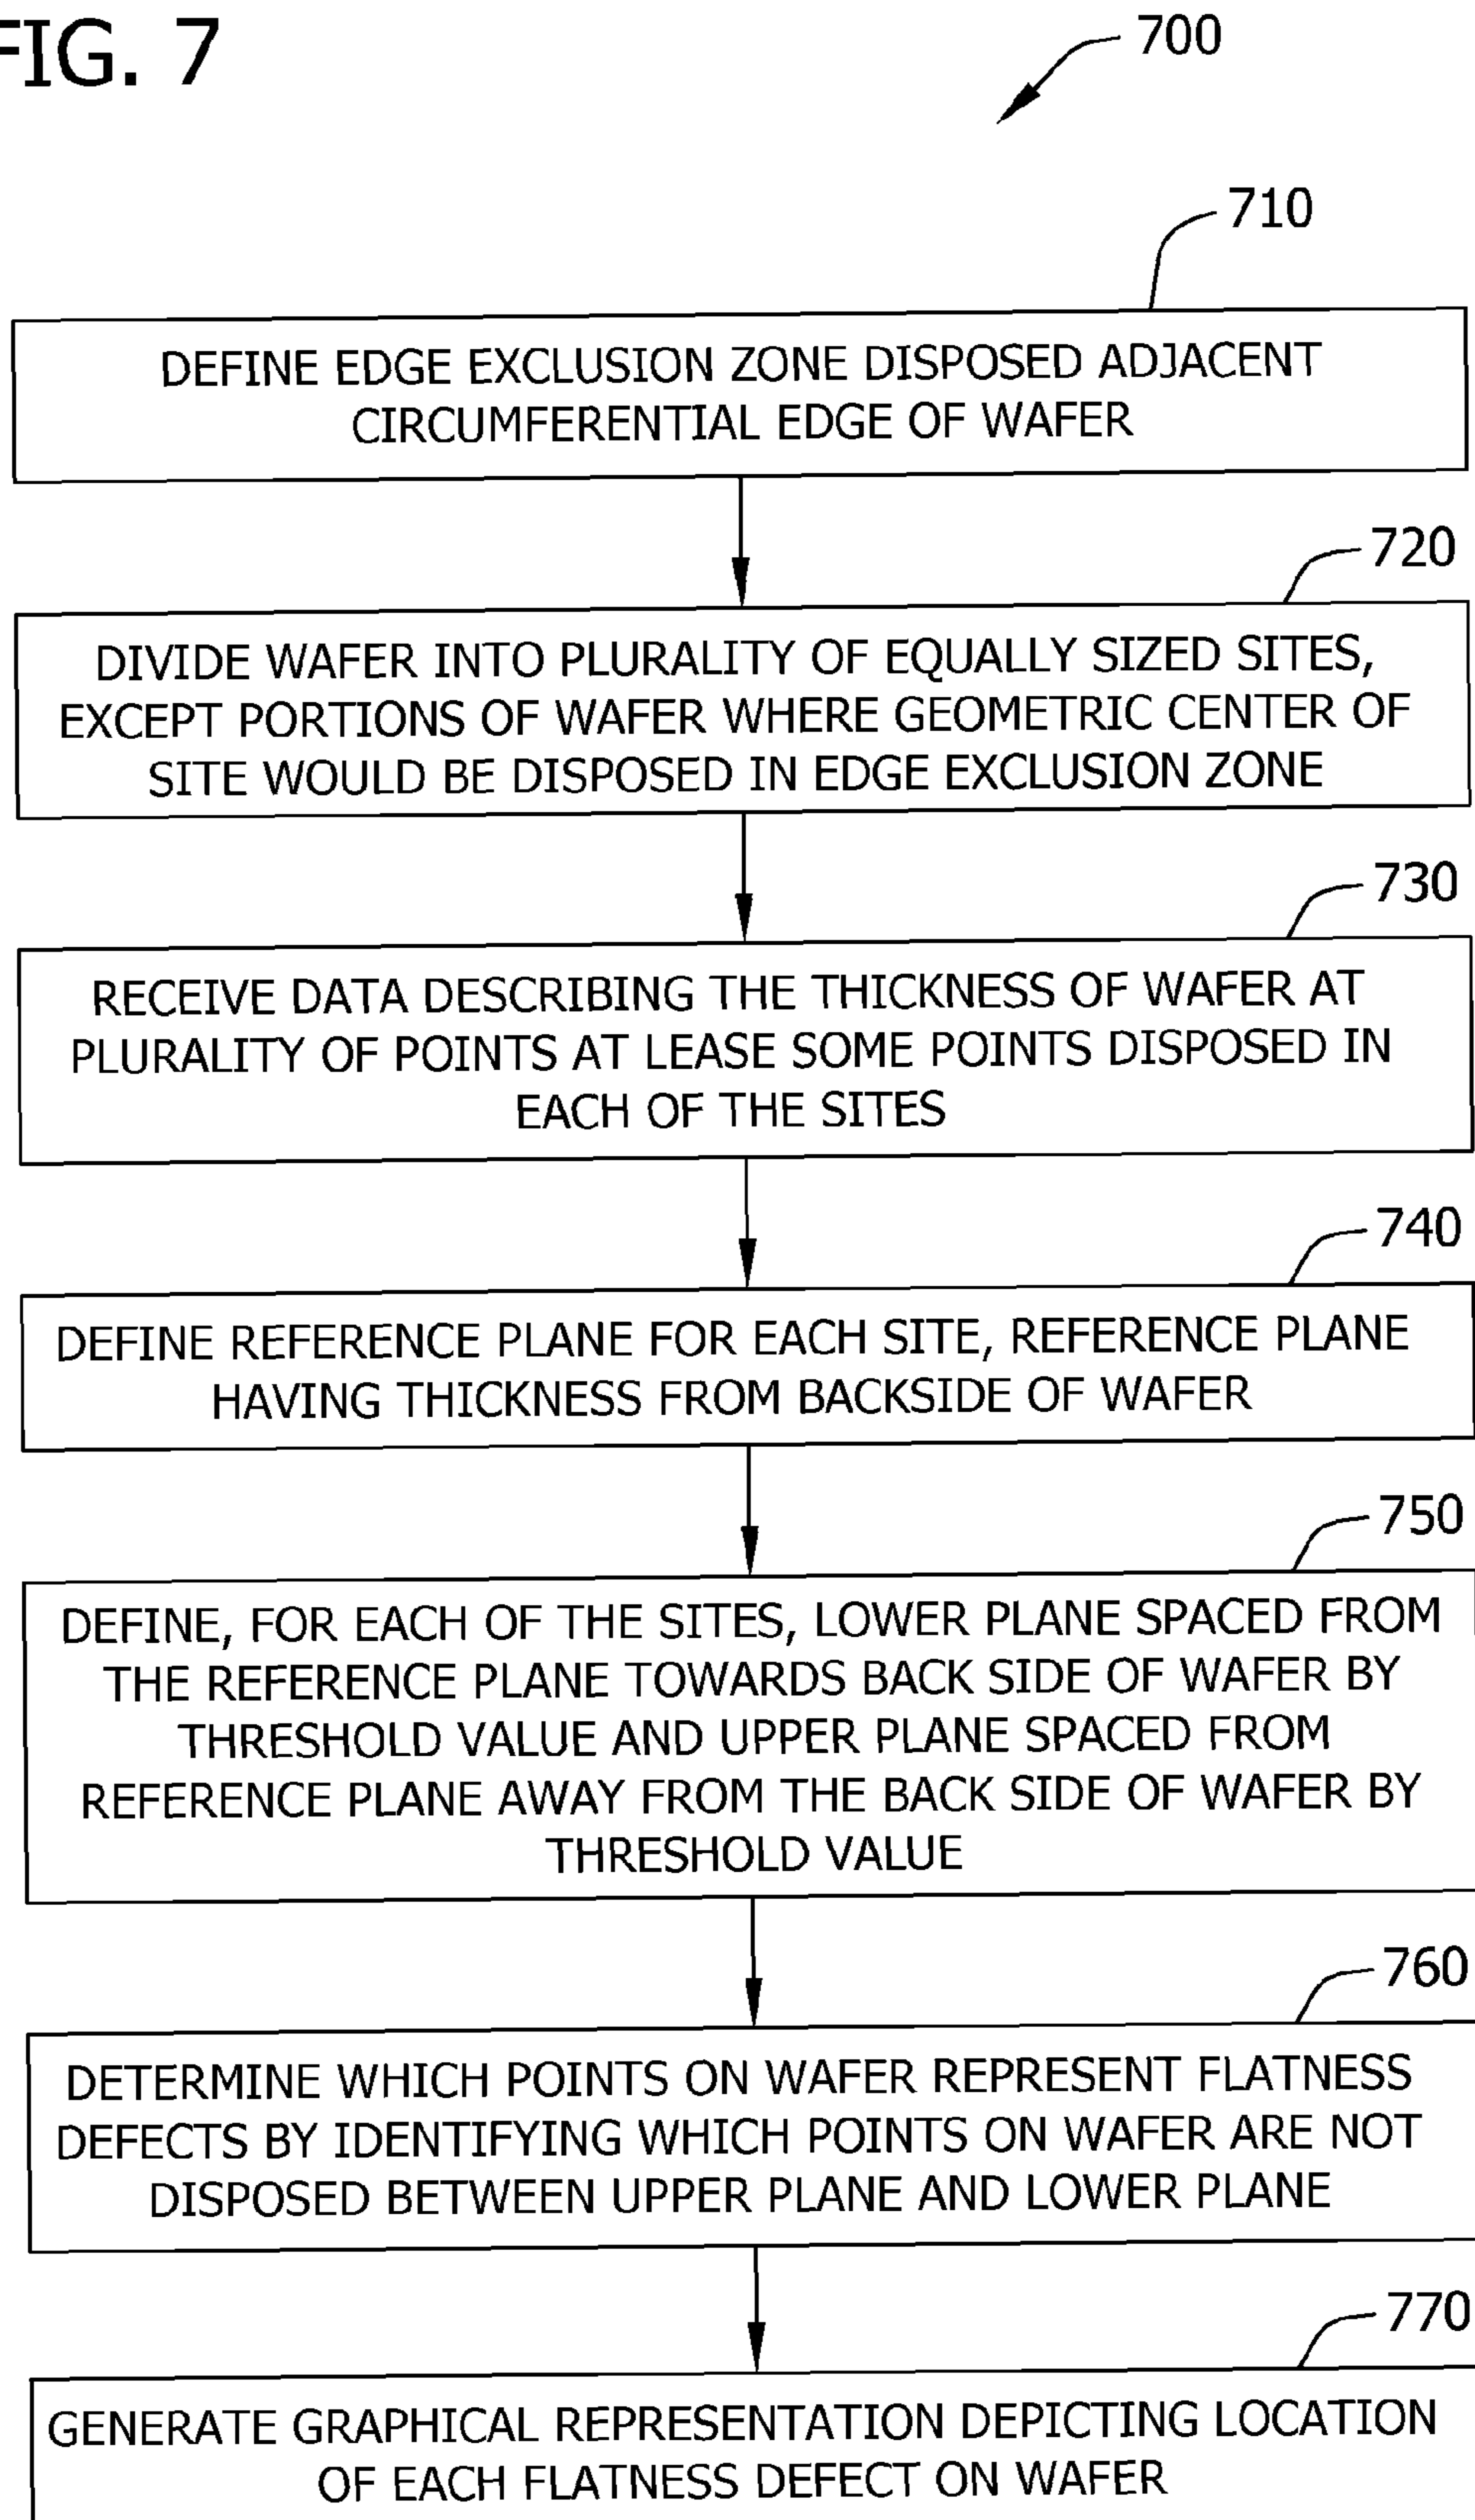 FIG. 7
700
710
DEFINE EDGE EXCLUSION ZONE DISPOSED ADJACENT
CIRCUMFERENTIAL EDGE OF WAFER
720
DIVIDE WAFER INTO PLURALITY OF EQUALLY SIZED SITES,
EXCEPT PORTIONS OF WAFER WHERE GEOMETRIC CENTER OF
SITE WOULD BE DISPOSED IN EDGE EXCLUSION ZONE
730
RECEIVE DATA DESCRIBING THE THICKNESS OF WAFER AT
PLURALITY OF POINTS AT LEASE SOME POINTS DISPOSED IN
EACH OF THE SITES
740
DEFINE REFERENCE PLANE FOR EACH SITE, REFERENCE PLANE
HAVING THICKNESS FROM BACKSIDE OF WAFER
750
DEFINE, FOR EACH OF THE SITES, LOWER PLANE SPACED FROM
THE REFERENCE PLANE TOWARDS BACK SIDE OF WAFER BY
THRESHOLD VALUE AND UPPER PLANE SPACED FROM
REFERENCE PLANE AWAY FROM THE BACK SIDE OF WAFER BY
THRESHOLD VALUE
760
DETERMINE WHICH POINTS ON WAFER REPRESENT FLATNESS
DEFECTS BY IDENTIFYING WHICH POINTS ON WAFER ARE NOT
DISPOSED BETWEEN UPPER PLANE AND LOWER PLANE
770
GENERATE GRAPHICAL REPRESENTATION DEPICTING LOCATION
OF EACH FLATNESS DEFECT ON WAFER